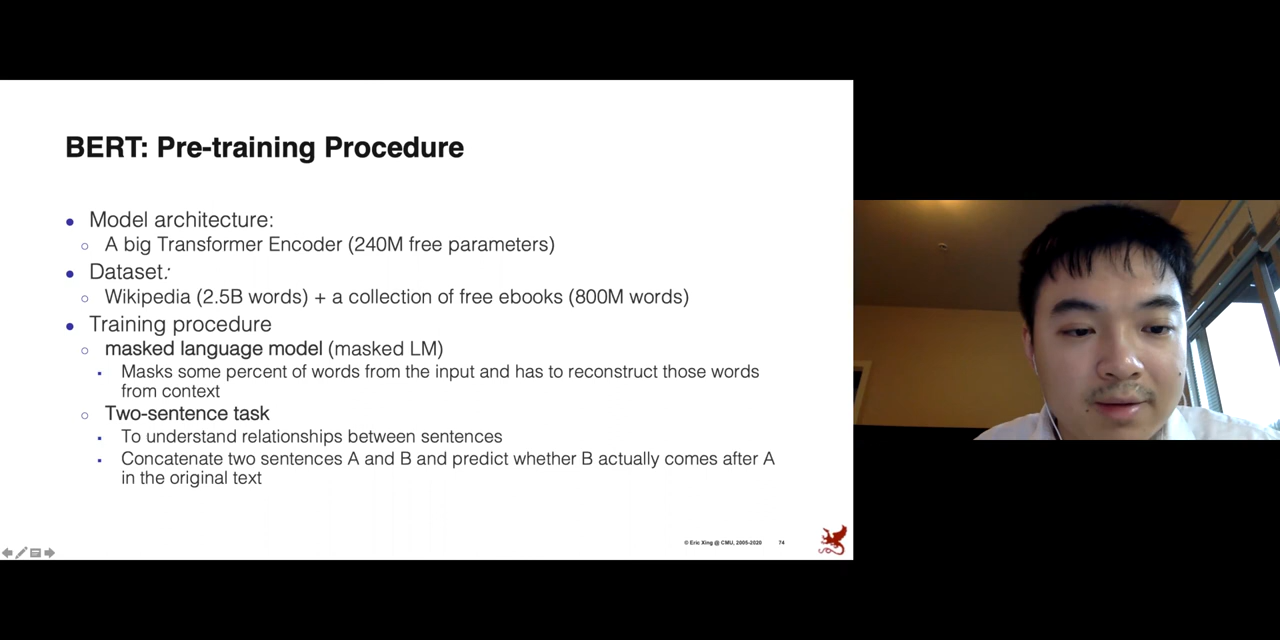 BERT: Pre-training Procedure
Model architecture:
A big Transformer Encoder (240M free parameters)
Dataset:
Wikipedia (2.5B words) + a collection of free ebooks (800M words)
Training procedure
masked language model (masked LM)
Masks some percent of words from the input and has to reconstruct those words
from context
Two-sentence task
To understand relationships between sentences
Concatenate two sentences A and B and predict whether B actually comes after A
in the original text
© Eric Xing @ CMU, 2005-2020
74